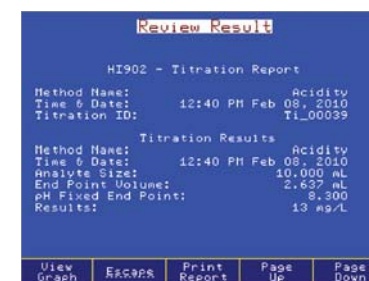 Review Result
HI902 - Titration Report
Method Name: Acidity
Time & Date: 12:40 PM Feb 08, 2010
Titration ID: Ti_00039
Titration Results
Method Name: Acidity
Time & Date: 12:40 PM Feb 08, 2010
Analyte Size: 10.000 mL
End Point Volume: 2.637 mL
pH Fixed End Point: 8.300
Results: 13 mg/L
View Graph Escape Print Report Page Up Page Down